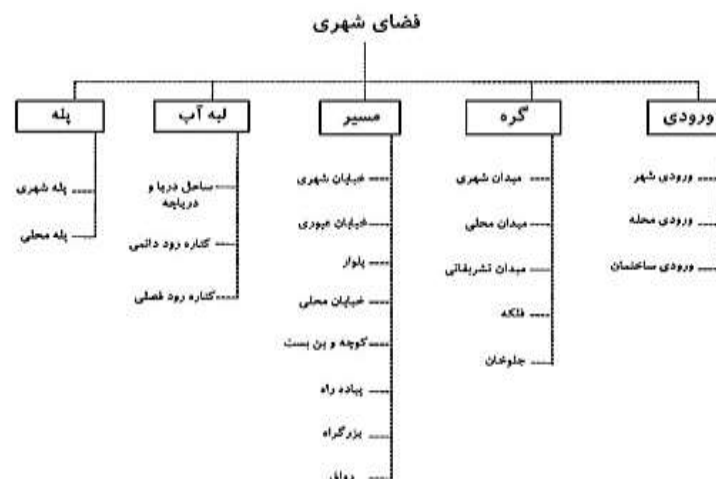 فضای شهری
ورودی
ورودی شهر
ورودی محله
ورودی ساختمان
گره
میدان شهری
میدان محلی
میدان تشریفاتی
فلکه
جلوخان
مسیر
خیابان شهری
خیابان عبوری
بلوار
خیابان محلی
کوچه و بن بست
پیاده راه
بزرگراه
رواق
لبه آب
ساحل دریا و
دریاچه
کناره رود دائمی
کناره رود فصلی
پله
پله شهری
پله محلی